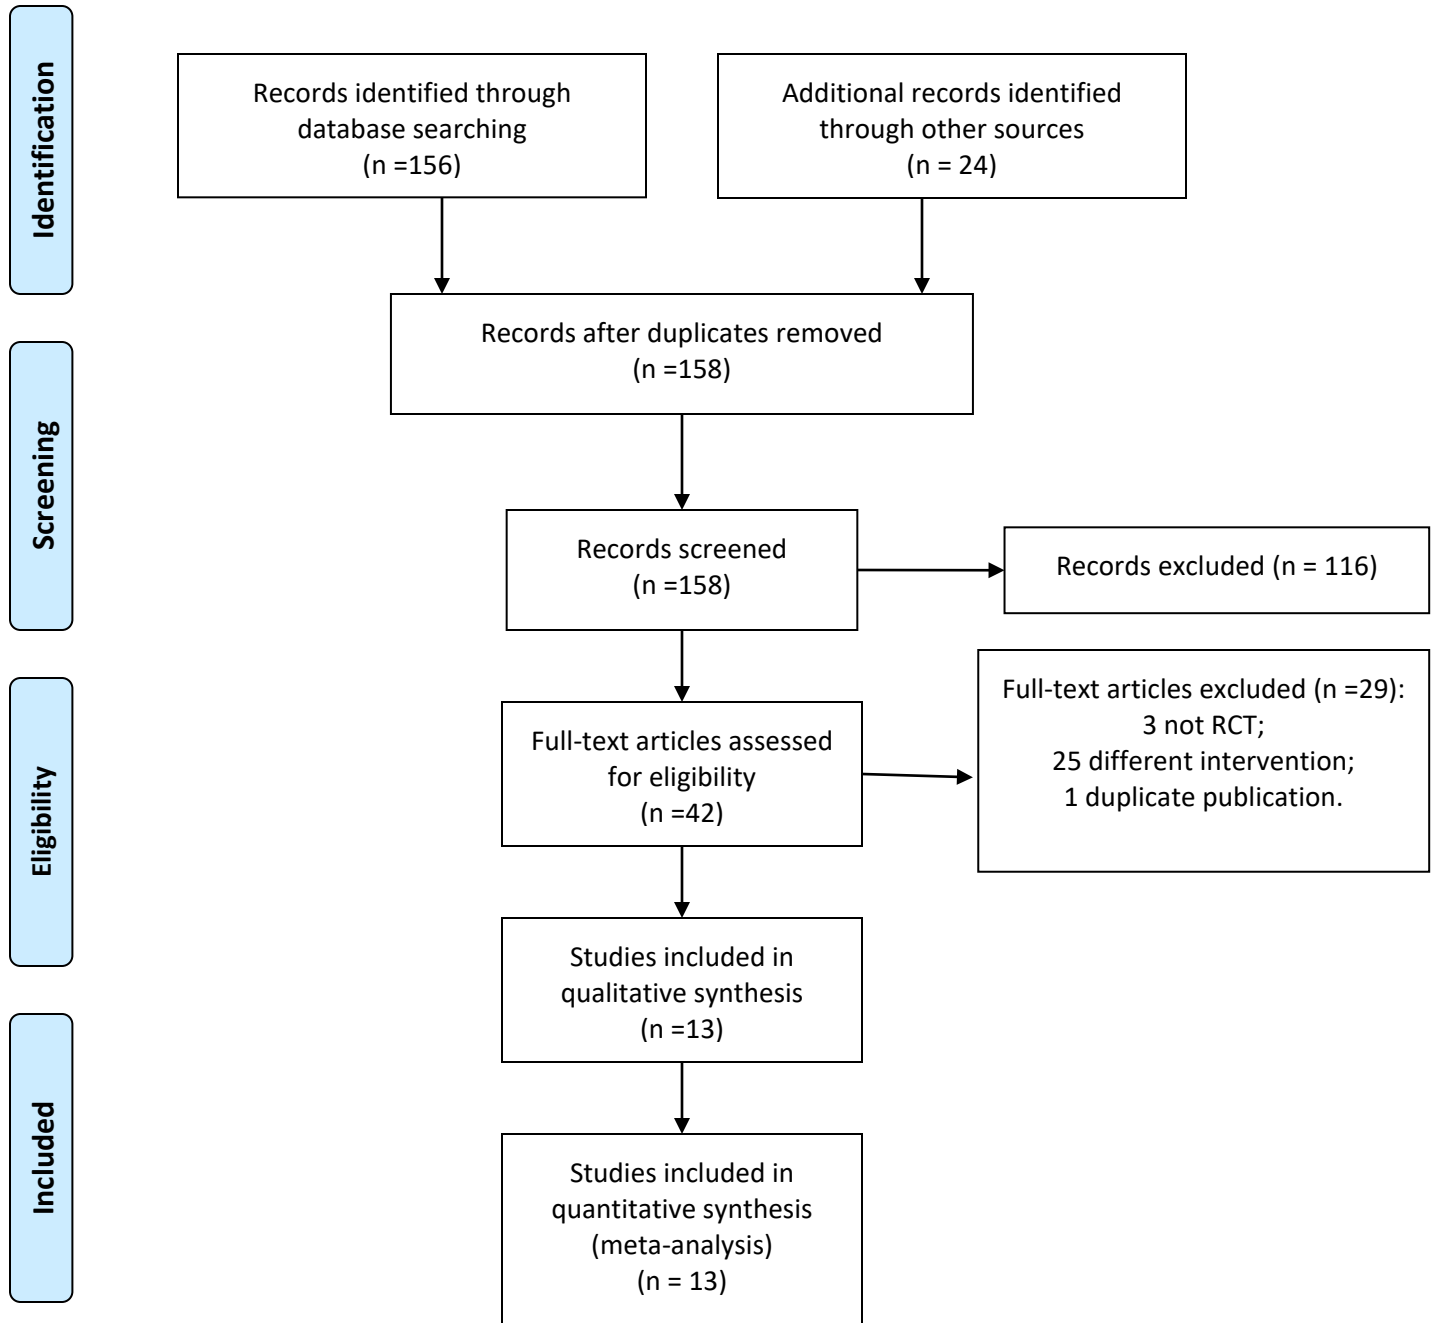 Identification
Records identified through
database searching
(n =156)
Additional records identified
through other sources
(n = 24)
Records after duplicates removed
(n =158)
Screening
Records screened
(n =158)
Records excluded (n = 116)
Eligibility
Full-text articles assessed
for eligibility
(n =42)
Full-text articles excluded (n =29):
3 not RCT;
25 different intervention;
1 duplicate publication.
Studies included in
qualitative synthesis
(n =13)
Included
Studies included in
quantitative synthesis
(meta-analysis)
(n = 13)